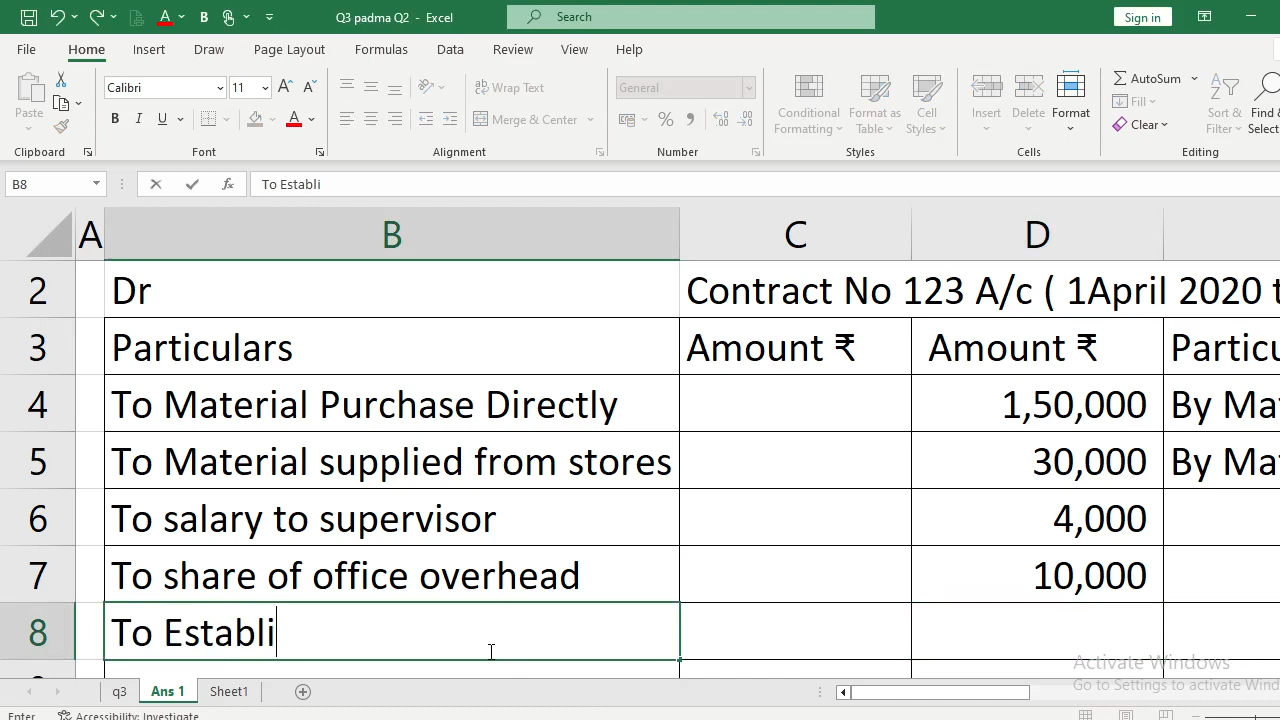 Q3 padma Q2 - Excel
Search
Sign in
File Home Insert Draw Page Layout Formulas Data Review View Help
Paste
Clipboard
Calibri 11
B I U
Font
Wrap Text
Merge & Center
Alignment
General
Number
Conditional Formatting
Format as Table
Cell Styles
Styles
Insert Delete Format
Cells
AutoSum
Fill
Clear
Sort & Filter
Find &
Editing
B8 fx To Establi
A B C D
2 Dr Contract No 123 A/c ( 1April 2020
3 Particulars Amount ₹ Amount ₹
4 To Material Purchase Directly 1,50,000 By
5 To Material supplied from stores 30,000 By
6 To salary to supervisor 4,000
7 To share of office overhead 10,000
8 To Establi
Activate Windows
Go to Settings to activate
q3 Ans 1 Sheet1
Enter Accessibility: Investigate